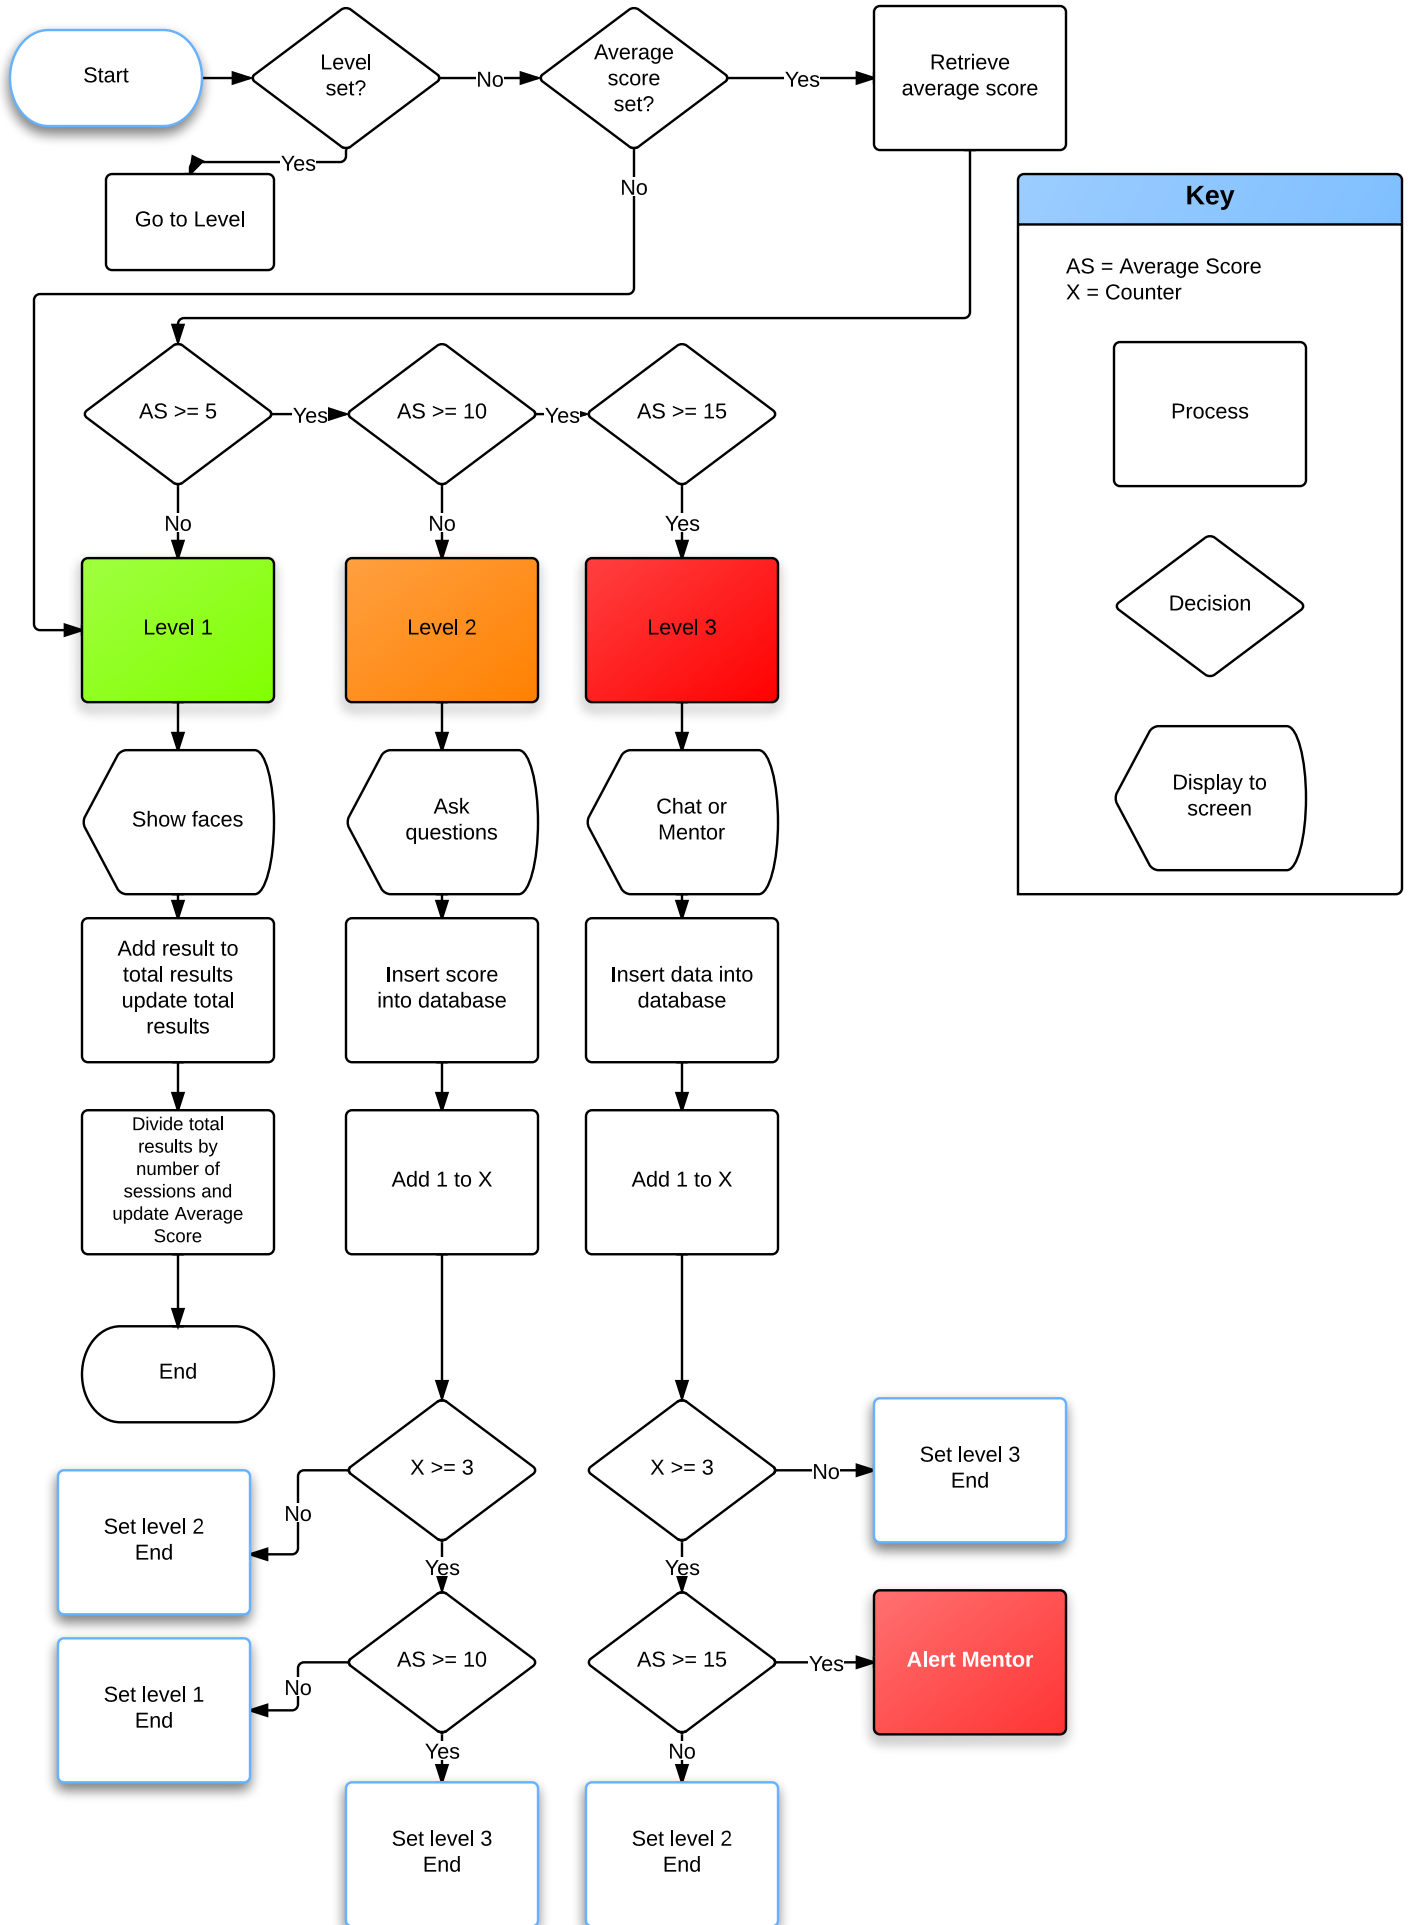 Start
Level
set?
No
Average
score
set?
Yes
Retrieve
average score
Yes
Go to Level
No
Key
AS = Average Score
X = Counter
Process
Decision
Display to
screen
AS >= 5
Yes
AS >= 10
Yes
AS >= 15
No
No
Yes
Level 1
Level 2
Level 3
Show faces
Ask
questions
Chat or
Mentor
Add result to
total results
update total
results
Insert score
into database
Insert data into
database
Divide total
results by
number of
sessions and
update Average
Score
Add 1 to X
Add 1 to X
End
X >= 3
X >= 3
No
Set level 3
End
No
Set level 2
End
Yes
Yes
AS >= 10
AS >= 15
Yes
Alert Mentor
No
Set level 1
End
Yes
No
Set level 3
End
Set level 2
End